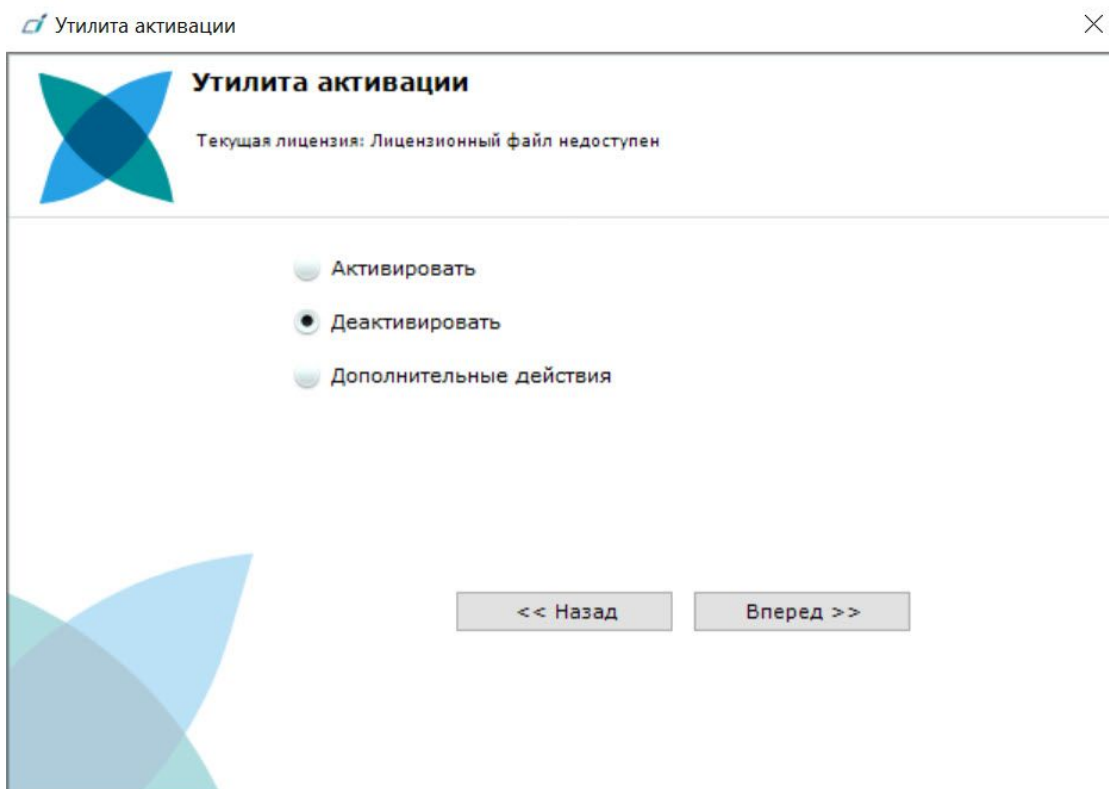 Утилита активации
Утилита активации
Текущая лицензия: Лицензионный файл недоступен
Активировать
Деактивировать
Дополнительные действия
<< Назад
Вперед >>